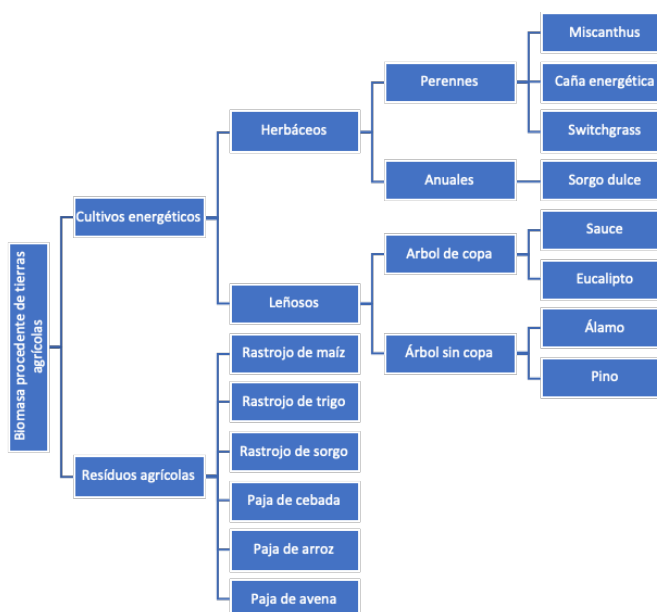 Biomasa procedente de tierras
agrícolas
Cultivos energéticos
Herbáceos
Perennes
Miscanthus
Caña energética
Switchgrass
Anuales
Sorgo dulce
Leñosos
Arbol de copa
Sauce
Eucalipto
Árbol sin copa
Álamo
Pino
Resíduos agrícolas
Rastrojo de maíz
Rastrojo de trigo
Rastrojo de sorgo
Paja de cebada
Paja de arroz
Paja de avena